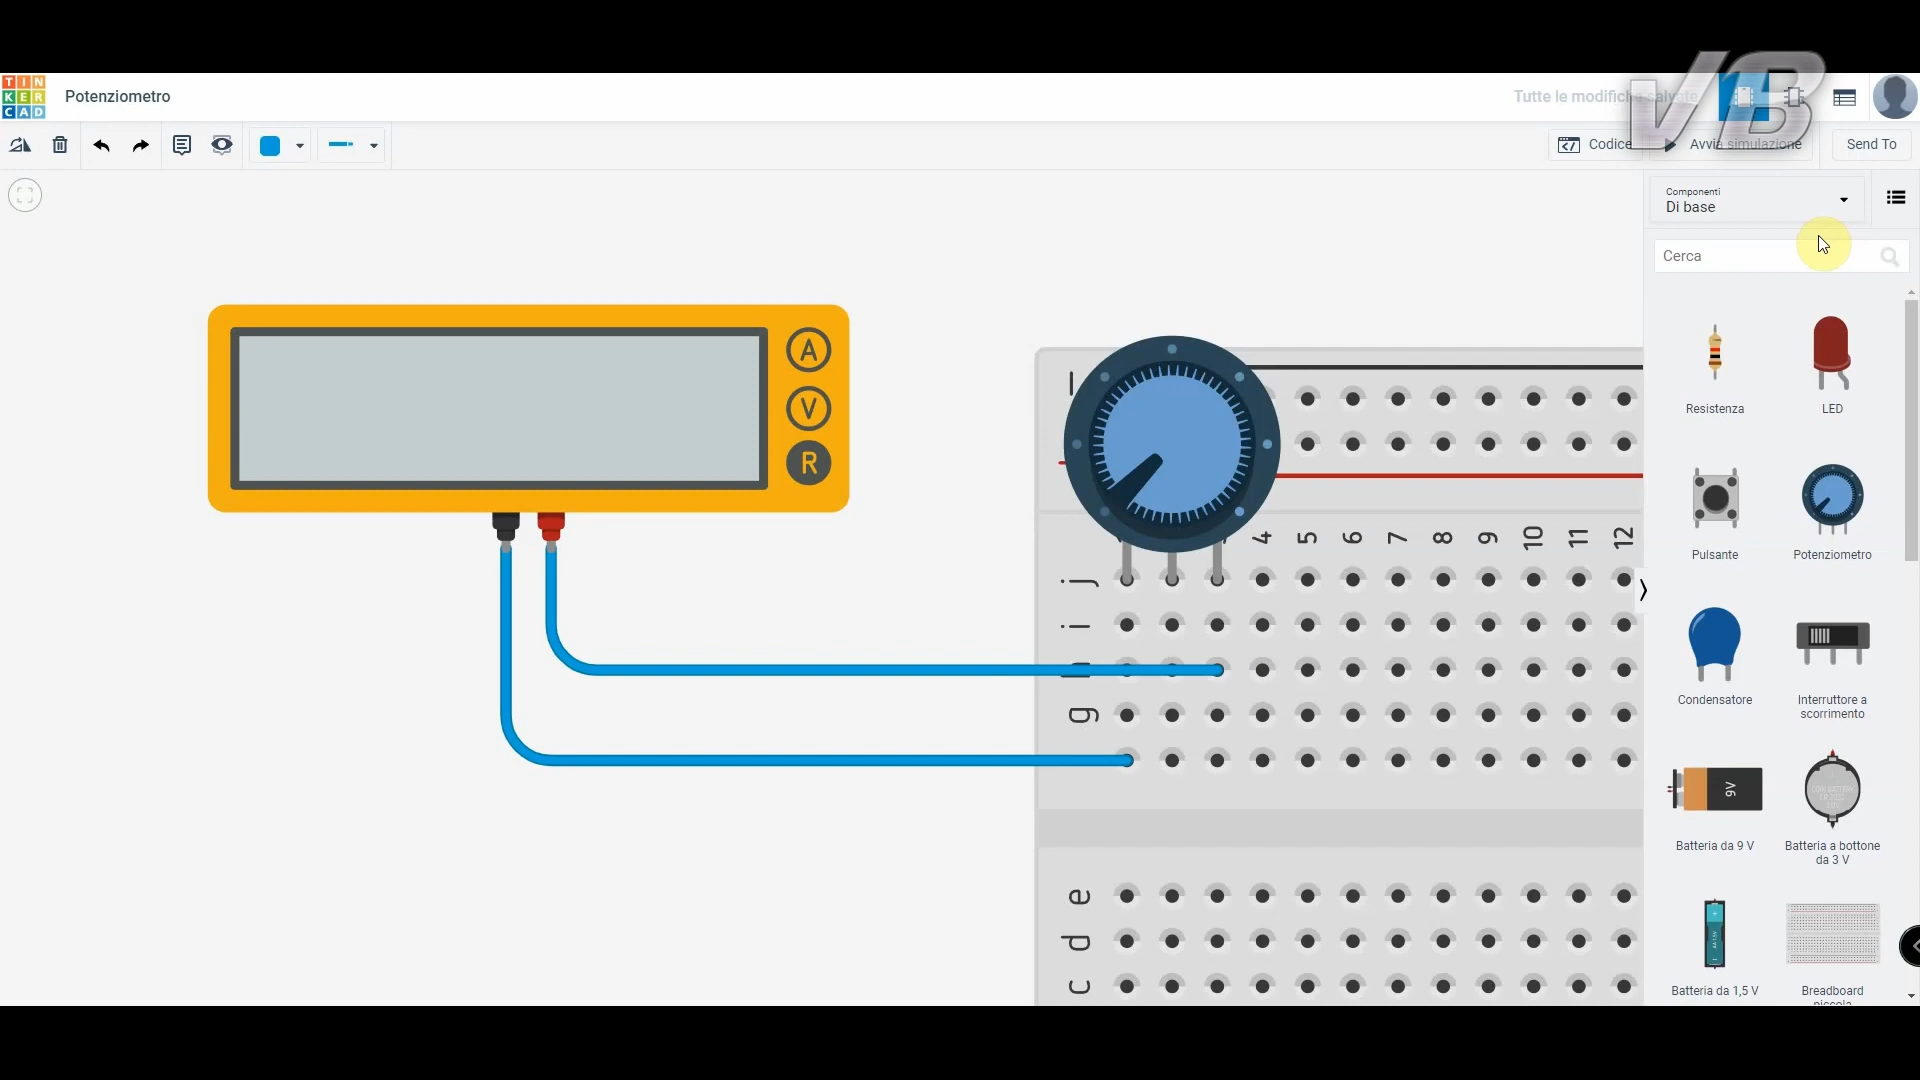 TIN
KER
CAD
Potenziometro
Tutte le modifiche salvate
VB
Codice
Avvia simulazione
Send To
Componenti
Di base
Cerca
A
V
R
Resistenza
LED
Pulsante
Potenziometro
Condensatore
Interruttore a
scorrimento
9V
Batteria da 9 V
Batteria a bottone
da 3 V
Batteria da 1,5 V
Breadboard
piccola
4 5 6 7 8 9 10 11 12
j
i
g
e
d
c